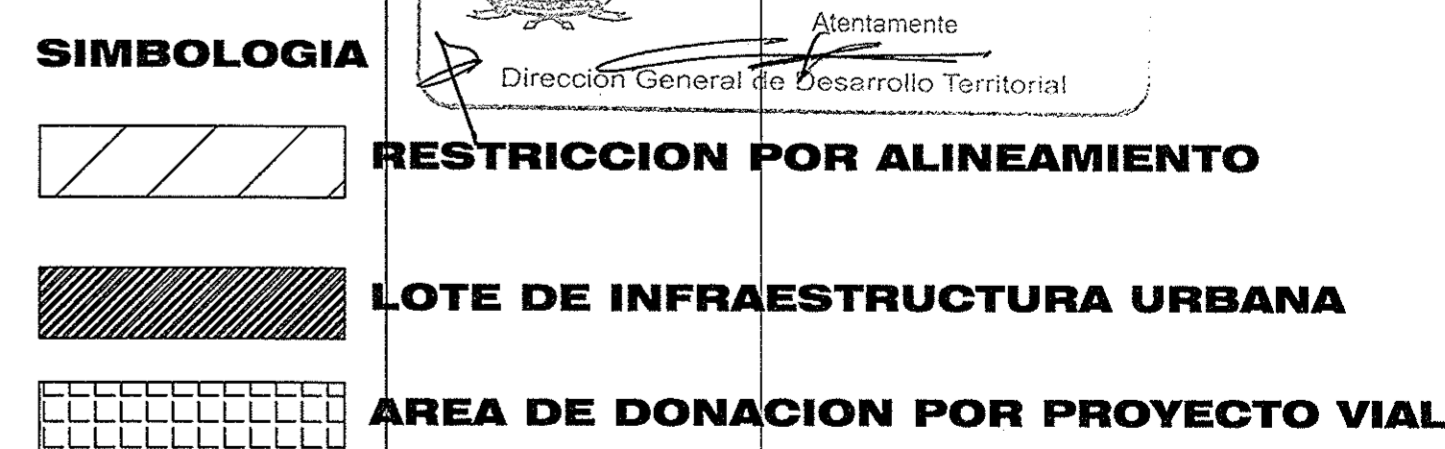 Atentamente
SIMBOLOGIA
Dirección General de Desarrollo Territorial
RESTRICCION POR ALINEAMIENTO
LOTE DE INFRAESTRUCTURA URBANA
AREA DE DONACION POR PROYECTO VIAL